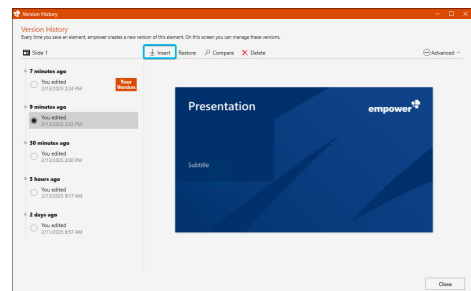 Version History
Version History
Every time you save an element, empower creates a new version of this element. On this screen you can manage these versions.
Slide 1
Insert Restore Compare Delete
Advanced
7 minutes ago
You edited
2/13/2025 2:24 PM
Your Version
9 minutes ago
You edited
2/13/2025 2:22 PM
30 minutes ago
You edited
2/13/2025 2:00 PM
5 hours ago
You edited
2/13/2025 9:17 AM
2 days ago
You edited
2/11/2025 8:57 AM
Presentation
empower
Subtitle
Close